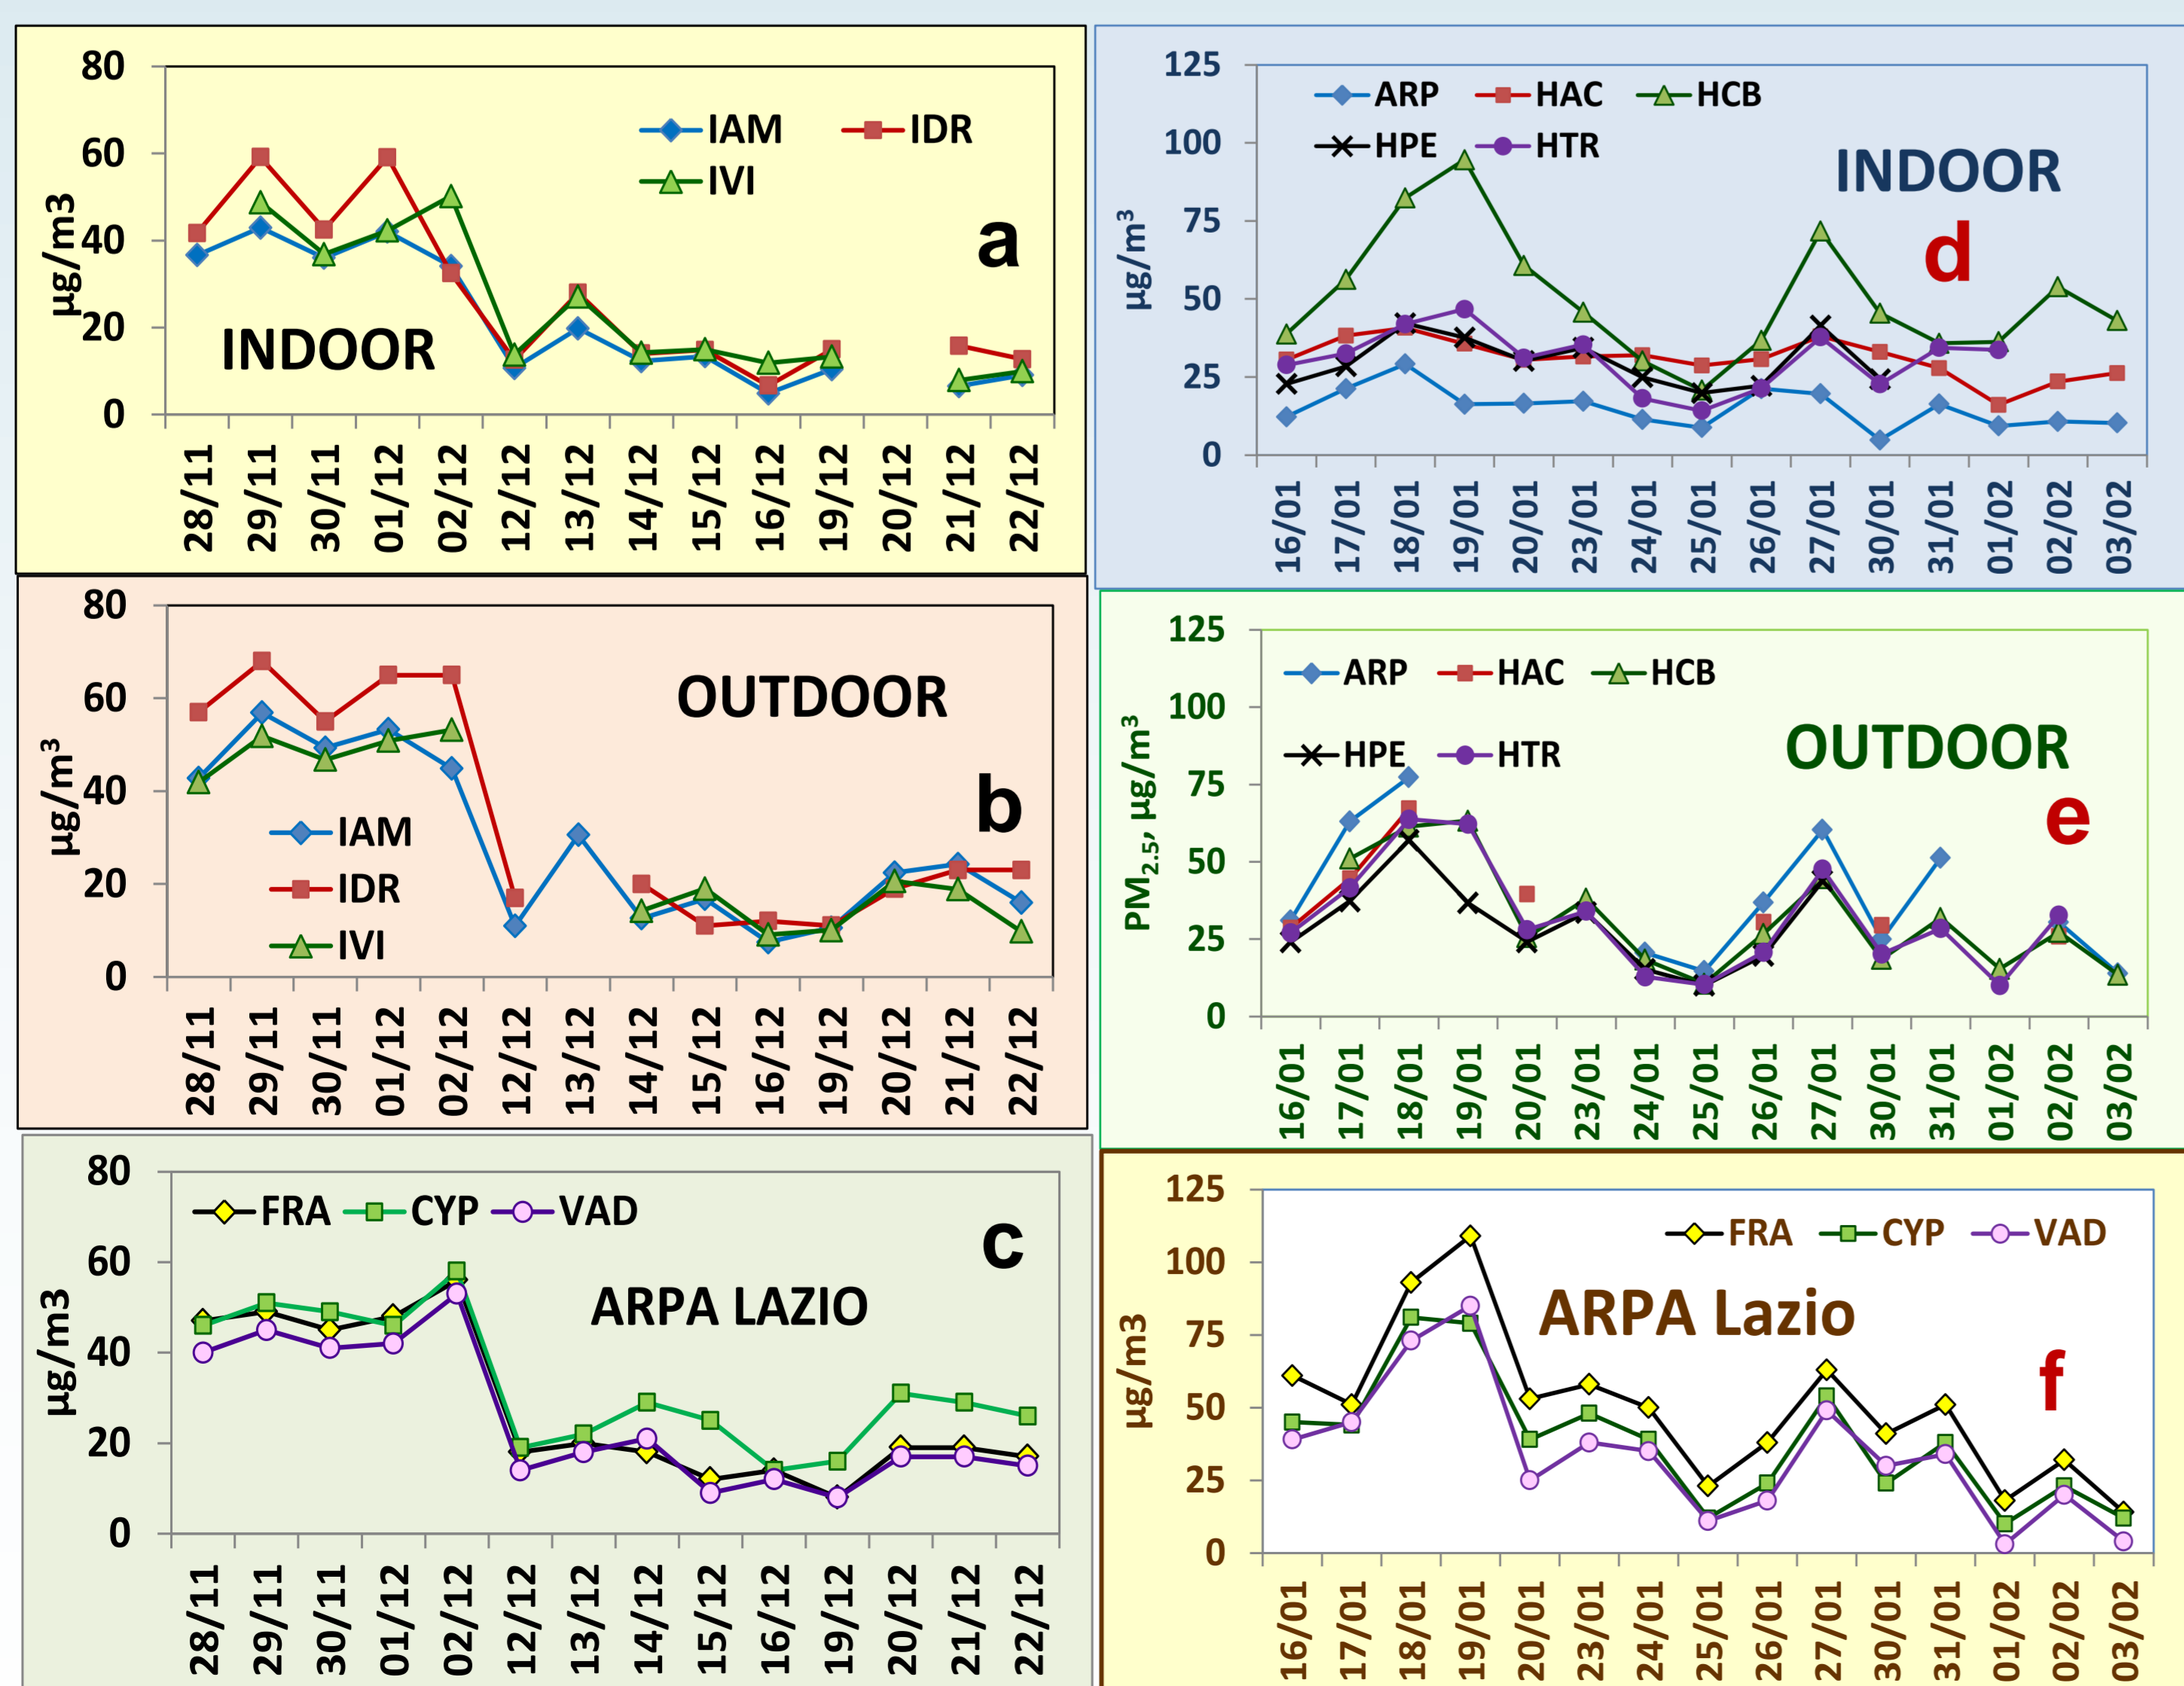 80
60
40
20
0
µg/m3
IAM IDR
IVI
a
INDOOR
28/11 29/11 30/11 01/12 02/12 12/12 13/12 14/12 15/12 16/12 19/12 20/12 21/12 22/12
80
60
40
20
0
µg/m³
OUTDOOR
b
IAM
IDR
IVI
28/11 29/11 30/11 01/12 02/12 12/12 13/12 14/12 15/12 16/12 19/12 20/12 21/12 22/12
80
60
40
20
0
µg/m3
FRA CYP VAD
c
ARPA LAZIO
28/11 29/11 30/11 01/12 02/12 12/12 13/12 14/12 15/12 16/12 19/12 20/12 21/12 22/12
125
100
75
50
25
0
µg/m³
ARP HAC HCB
HPE HTR
INDOOR
d
16/01 17/01 18/01 19/01 20/01 23/01 24/01 25/01 26/01 27/01 30/01 31/01 01/02 02/02 03/02
125
100
75
50
25
0
PM₂.₅, µg/m³
ARP HAC HCB
HPE HTR
OUTDOOR
e
16/01 17/01 18/01 19/01 20/01 23/01 24/01 25/01 26/01 27/01 30/01 31/01 01/02 02/02 03/02
125
100
75
50
25
0
µg/m3
FRA CYP VAD
ARPA Lazio
f
16/01 17/01 18/01 19/01 20/01 23/01 24/01 25/01 26/01 27/01 30/01 31/01 01/02 02/02 03/02